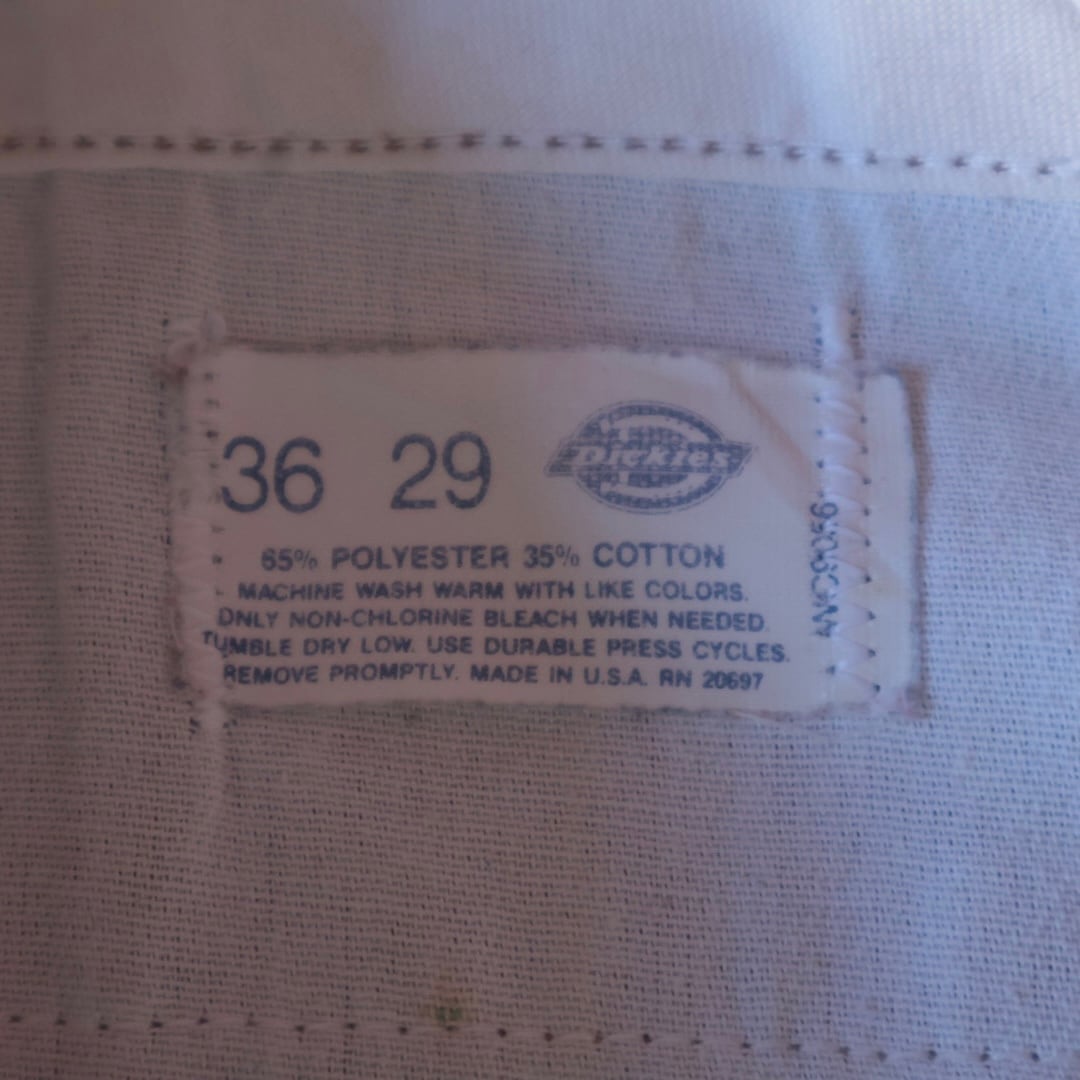 36 29
Dickies
65% POLYESTER 35% COTTON
MACHINE WASH WARM WITH LIKE COLORS.
ONLY NON-CHLORINE BLEACH WHEN NEEDED.
TUMBLE DRY LOW. USE DURABLE PRESS CYCLES.
REMOVE PROMPTLY. MADE IN U.S.A. RN 20697